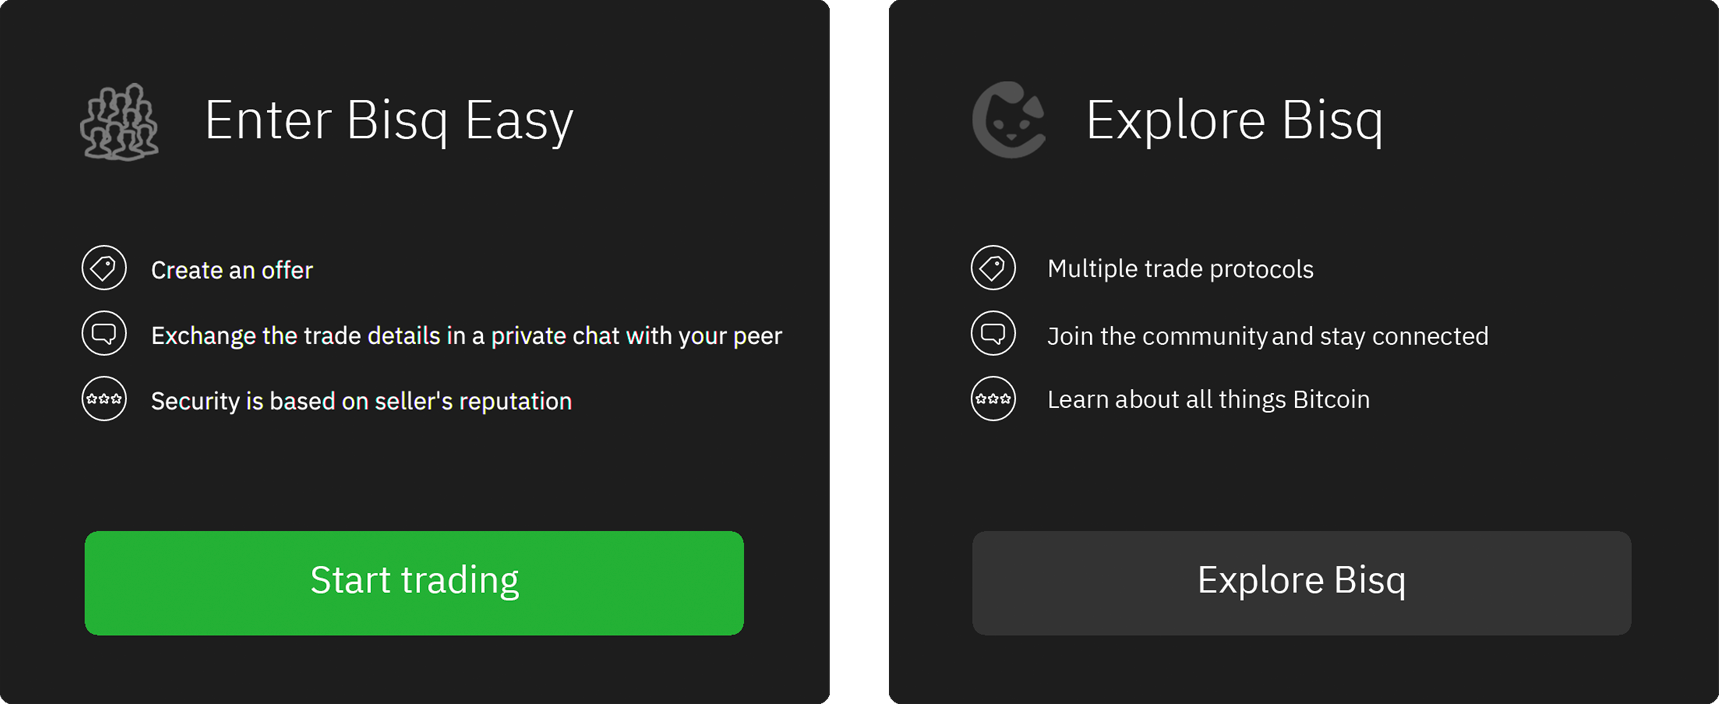 Enter Bisq Easy
Create an offer
Exchange the trade details in a private chat with your peer
Security is based on seller's reputation
Start trading
Explore Bisq
Multiple trade protocols
Join the community and stay connected
Learn about all things Bitcoin
Explore Bisq